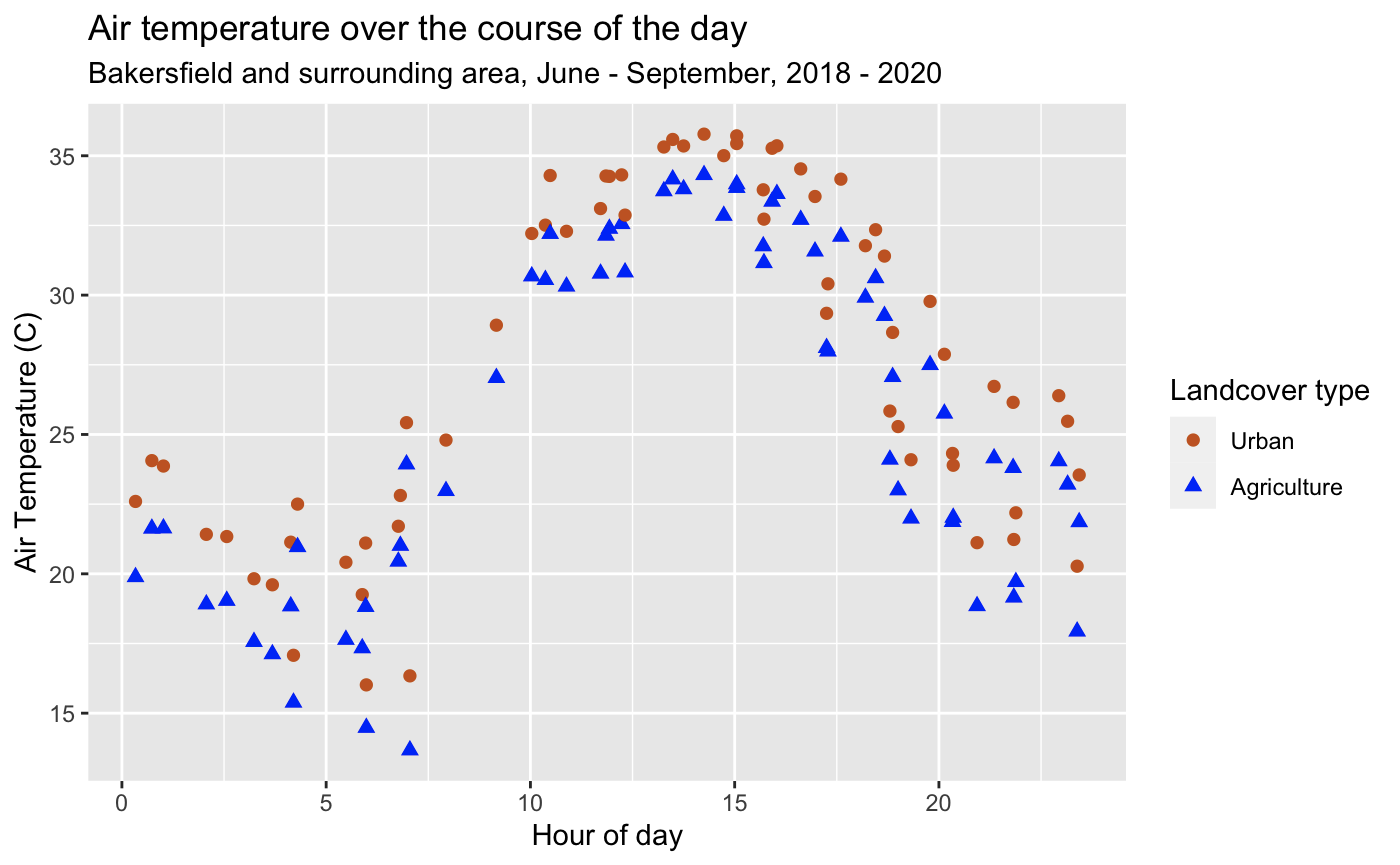 Air temperature over the course of the day
Bakersfield and surrounding area, June - September, 2018 - 2020
35
30
25
20
15
Air Temperature (C)
0 5 10 15 20
Hour of day
Landcover type
Urban
Agriculture